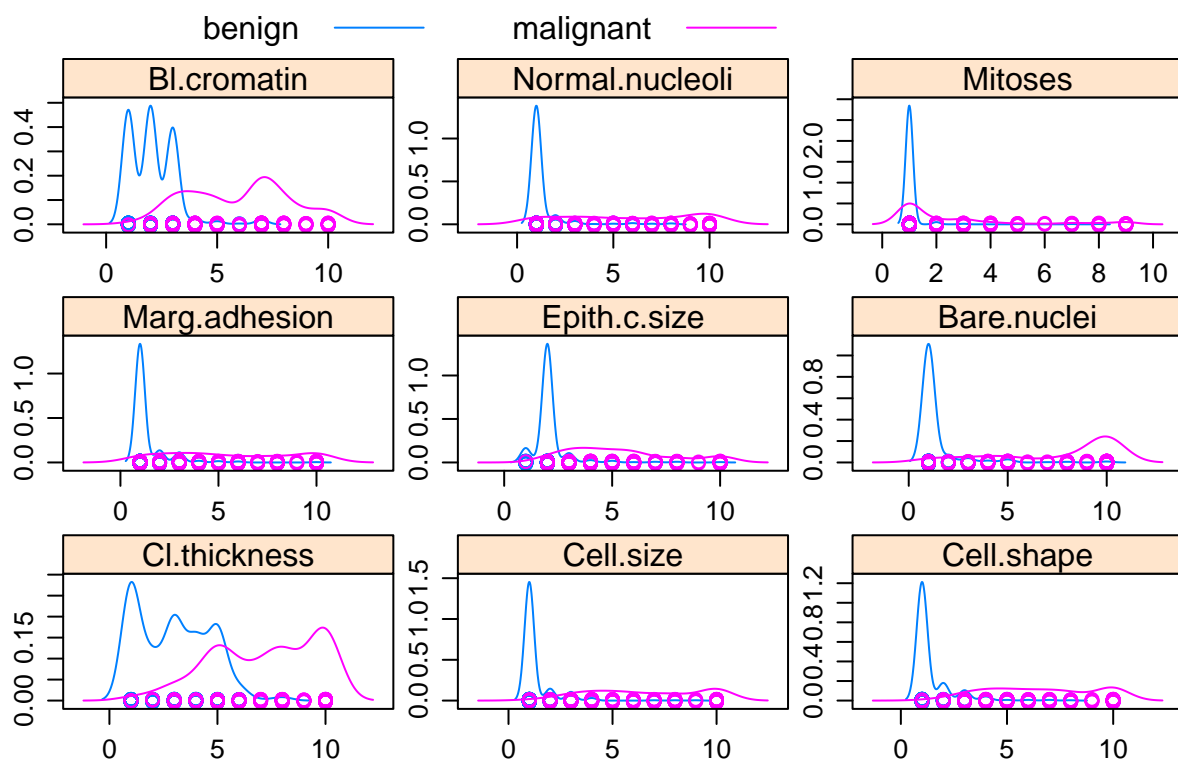 benign malignant
Bl.cromatin Normal.nucleoli Mitoses
0.0 0.2 0.4 0.0 0.5 1.0 0.0 1.0 2.0
0 5 10 0 5 10 0 2 4 6 8 10
Marg.adhesion Epith.c.size Bare.nuclei
0.0 0.5 1.0 0.0 0.5 1.0 0.0 0.4 0.8
0 5 10 0 5 10 0 5 10
Cl.thickness Cell.size Cell.shape
0.00 0.15 0.0 0.5 1.0 1.5 0.0 0.4 0.8 1.2
0 5 10 0 5 10 0 5 10